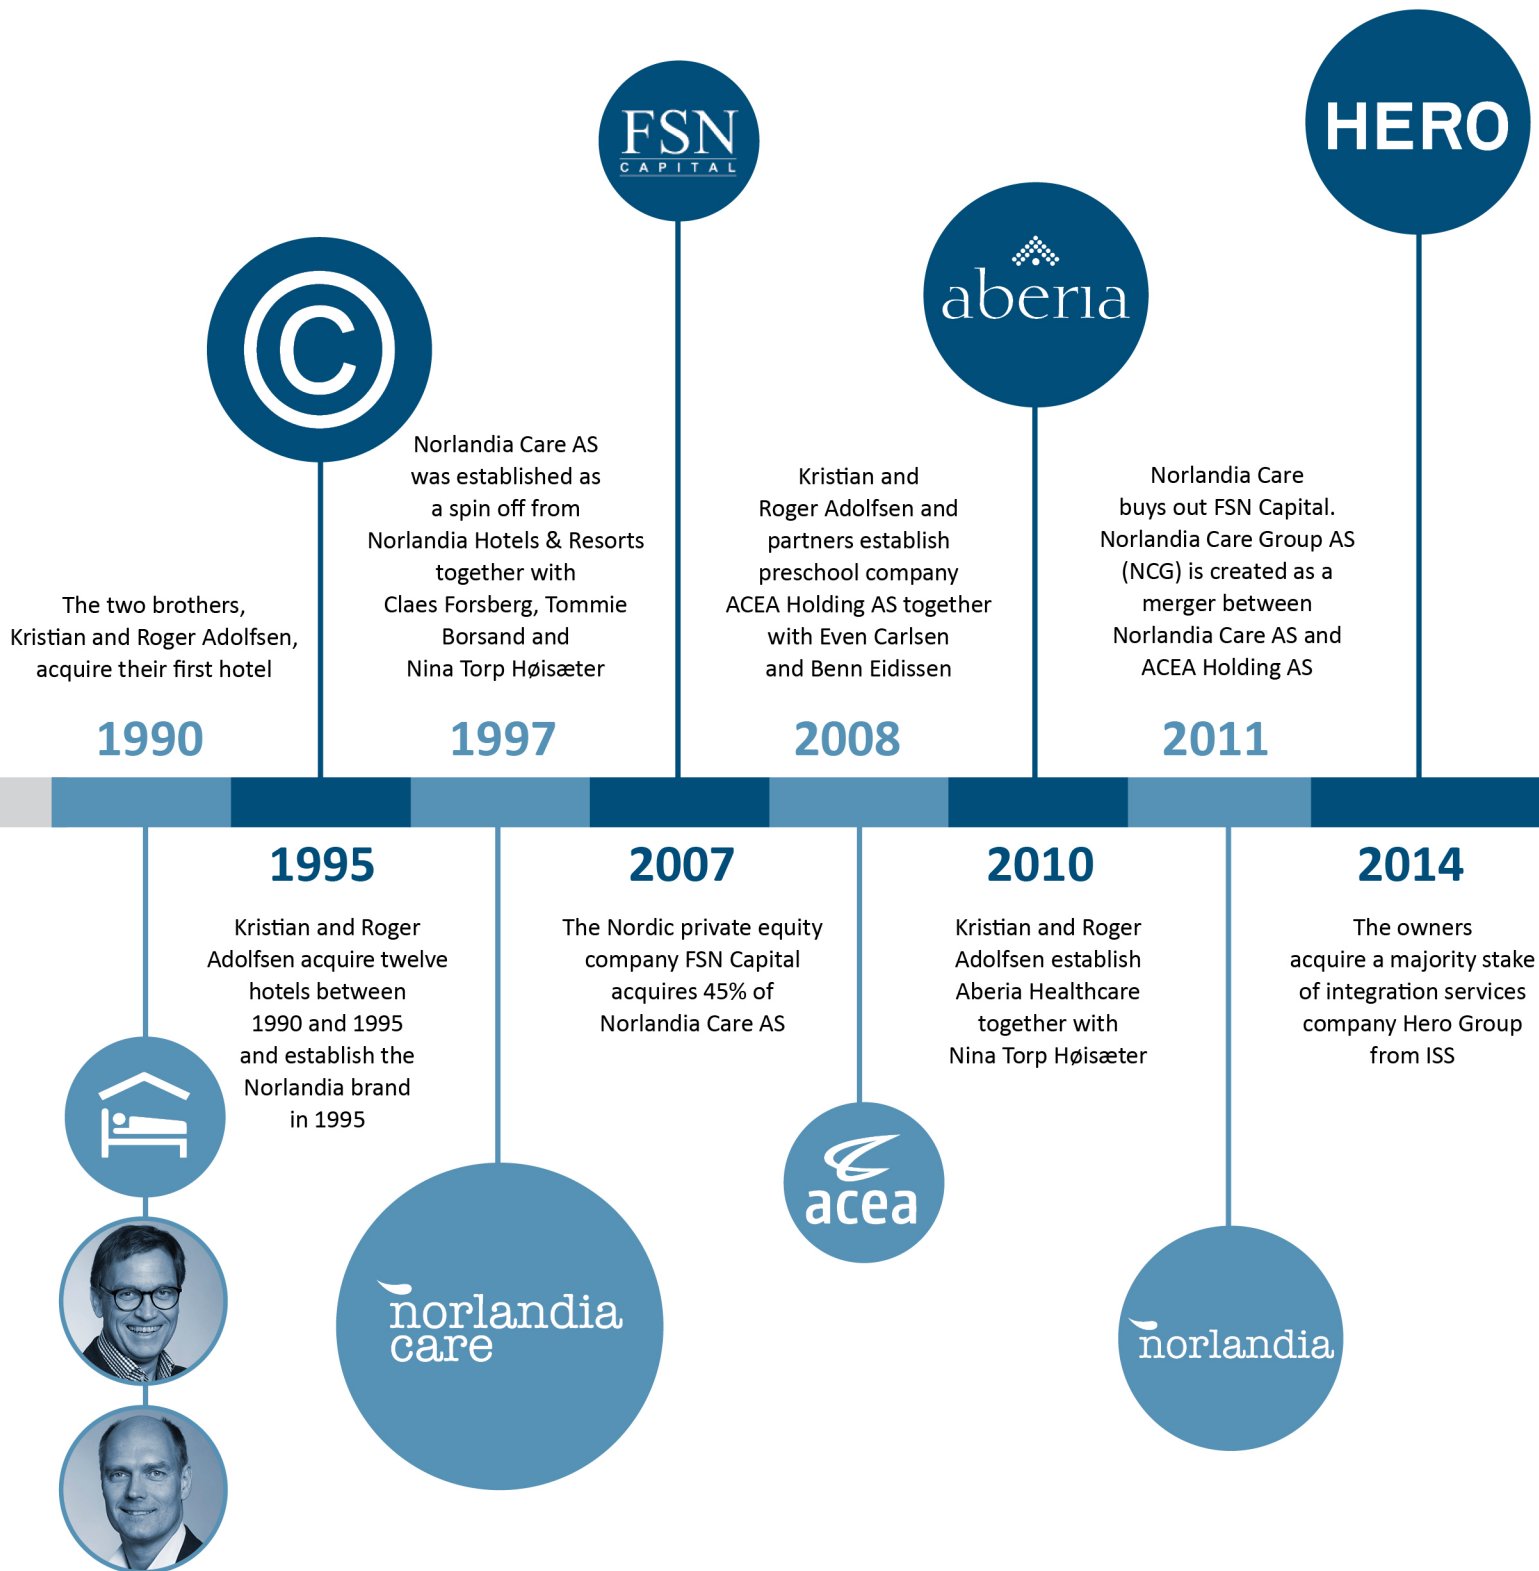 FSN
CAPITAL
HERO
aberia
©
The two brothers,
Kristian and Roger Adolfsen,
acquire their first hotel
1990
Norlandia Care AS
was established as
a spin off from
Norlandia Hotels & Resorts
together with
Claes Forsberg, Tommie
Borsand and
Nina Torp Høisæter
1997
Kristian and
Roger Adolfsen and
partners establish
preschool company
ACEA Holding AS together
with Even Carlsen
and Benn Eidissen
2008
Norlandia Care
buys out FSN Capital.
Norlandia Care Group AS
(NCG) is created as a
merger between
Norlandia Care AS and
ACEA Holding AS
2011
1995
Kristian and Roger
Adolfsen acquire twelve
hotels between
1990 and 1995
and establish the
Norlandia brand
in 1995
2007
The Nordic private equity
company FSN Capital
acquires 45% of
Norlandia Care AS
2010
Kristian and Roger
Adolfsen establish
Aberia Healthcare
together with
Nina Torp Høisæter
2014
The owners
acquire a majority stake
of integration services
company Hero Group
from ISS
norlandia
care
acea
norlandia